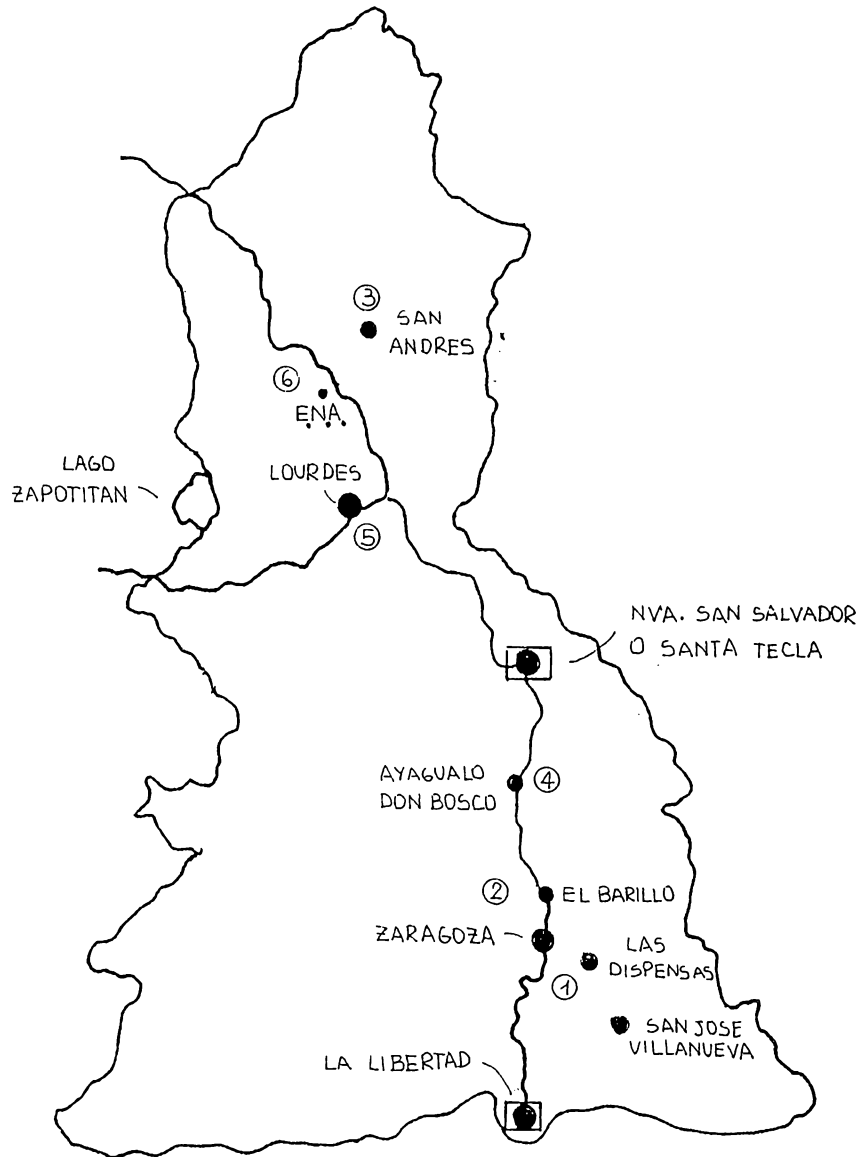 3
SAN
ANDRES
6
ENA
LAGO
ZAPOTITAN
LOURDES
5
NVA. SAN SALVADOR
O SANTA TECLA
AYAGUALO
DON BOSCO
4
2
EL BARILLO
ZARAGOZA
LAS
DISPENSAS
1
SAN JOSE
VILLANUEVA
LA LIBERTAD